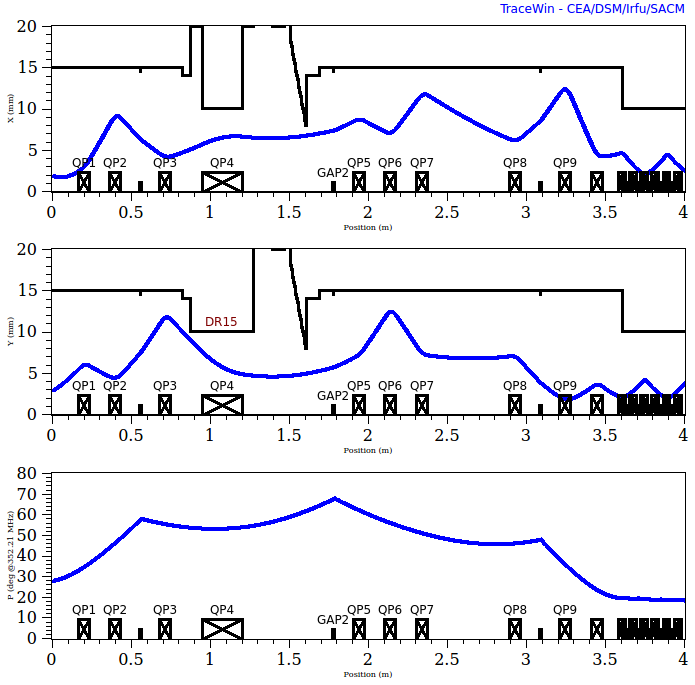 TraceWin - CEA/DSM/Irfu/SACM
20
15
10
5
0
X (mm)
QP1 QP2 QP3 QP4 GAP2 QP5 QP6 QP7 QP8 QP9
0 0.5 1 1.5 2 2.5 3 3.5 4
Position (m)
20
15
10
5
0
Y (mm)
DR15
QP1 QP2 QP3 QP4 GAP2 QP5 QP6 QP7 QP8 QP9
0 0.5 1 1.5 2 2.5 3 3.5 4
Position (m)
80
70
60
50
40
30
20
10
0
P (deg @352.21 MHz)
QP1 QP2 QP3 QP4 GAP2 QP5 QP6 QP7 QP8 QP9
0 0.5 1 1.5 2 2.5 3 3.5 4
Position (m)